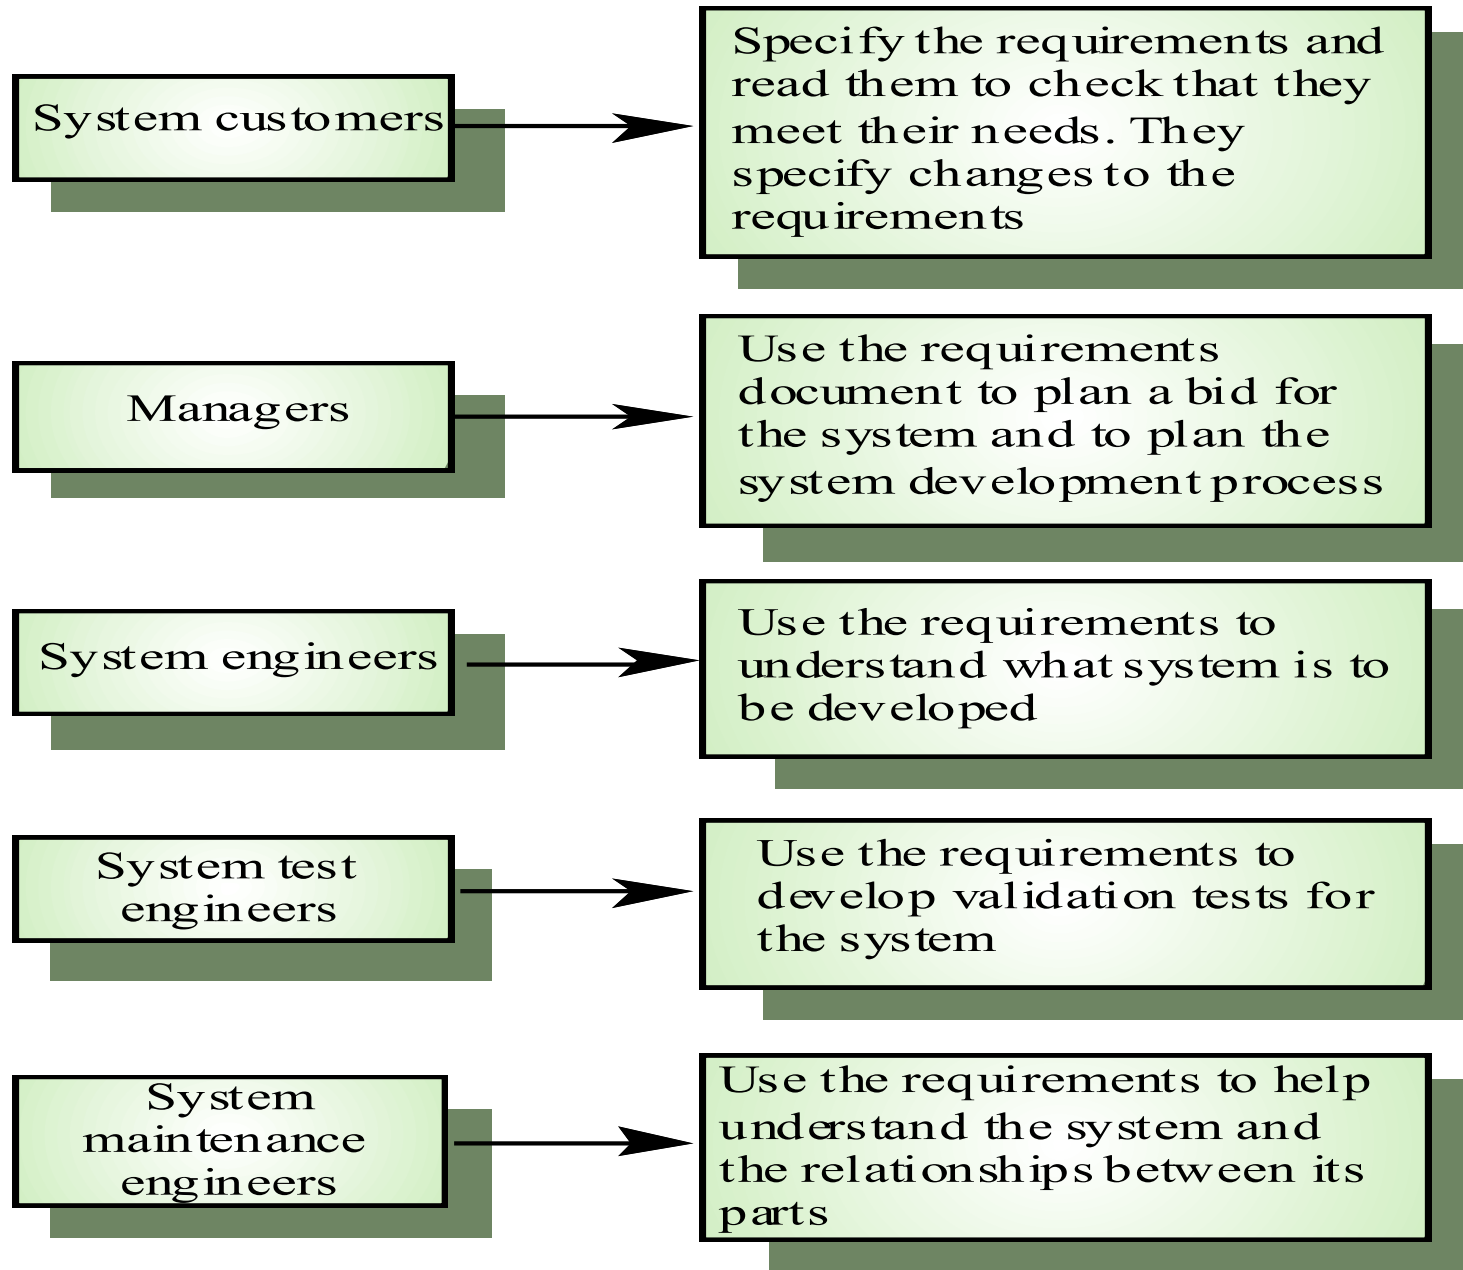 System customers
Specify the requirements and
read them to check that they
meet their needs. They
specify changes to the
requirements
Managers
Use the requirements
document to plan a bid for
the system and to plan the
system development process
System engineers
Use the requirements to
understand what system is to
be developed
System test
engineers
Use the requirements to
develop validation tests for
the system
System
maintenance
engineers
Use the requirements to help
understand the system and
the relationships between its
parts